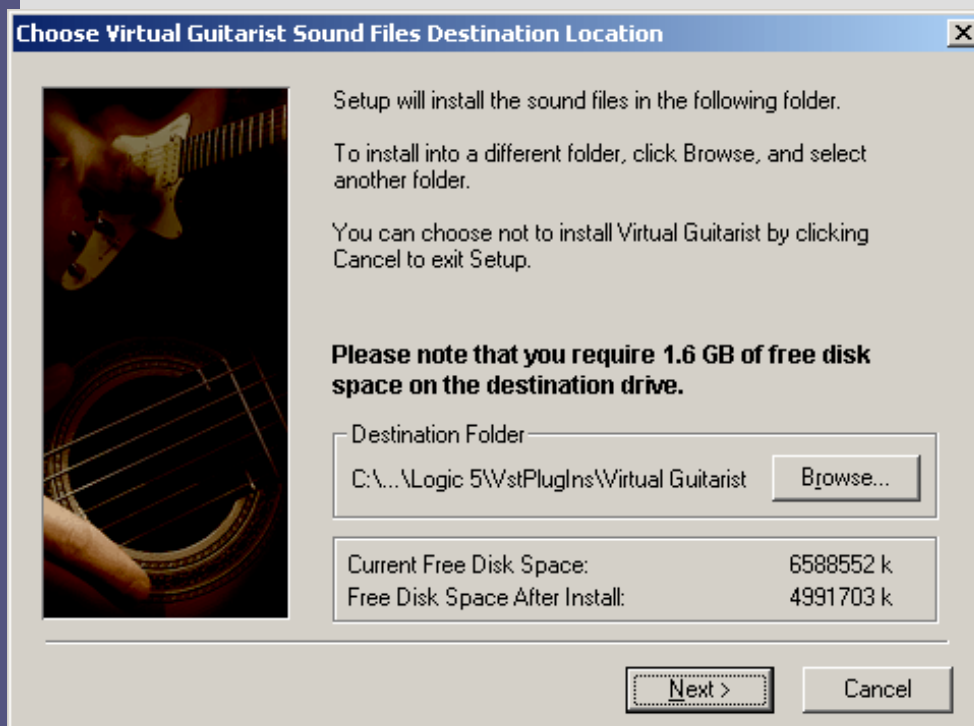 Choose Virtual Guitarist Sound Files Destination Location
Setup will install the sound files in the following folder.
To install into a different folder, click Browse, and select
another folder.
You can choose not to install Virtual Guitarist by clicking
Cancel to exit Setup.
Please note that you require 1.6 GB of free disk
space on the destination drive.
Destination Folder
C:\...\Logic 5\VstPlugIns\Virtual Guitarist
Browse...
Current Free Disk Space: 6588552 k
Free Disk Space After Install: 4991703 k
Next >
Cancel